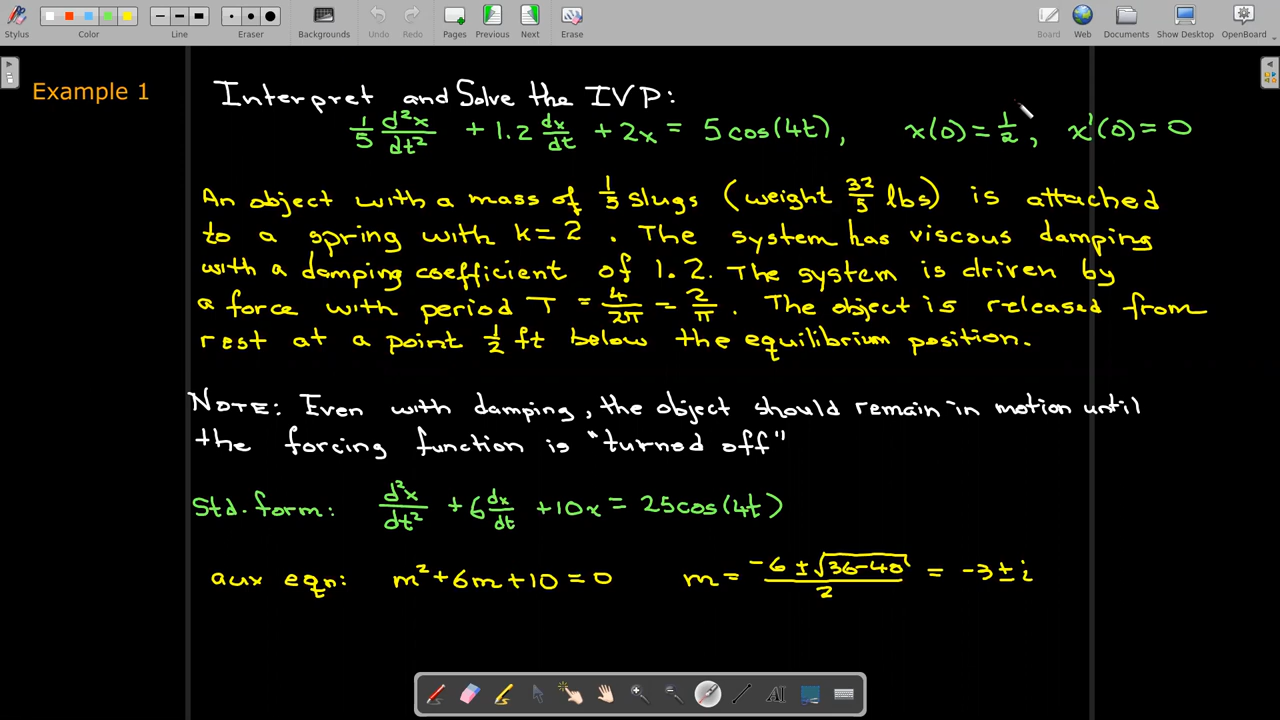 Stylus Color Line Eraser Backgrounds Undo Redo Pages Previous Next Erase Board Web Documents Show Desktop OpenBoard
Example 1
Interpret and Solve the IVP:
1/5 d²x/dt² + 1.2 dx/dt + 2x = 5cos(4t), x(0) = 1/2, x'(0) = 0
An object with a mass of 1/5 slugs (weight 32/5 lbs) is attached
to a spring with k = 2. The system has viscous damping
with a damping coefficient of 1.2. The system is driven by
a force with period T = 4/2π = 2/π. The object is released from
rest at a point 1/2 ft below the equilibrium position.
NOTE: Even with damping, the object should remain in motion until
the forcing function is "turned off"
Std. form: d²x/dt² + 6 dx/dt + 10x = 25cos(4t)
aux eqn: m² + 6m + 10 = 0 m = (-6 ± √(36-40))/2 = -3 ± i
AI